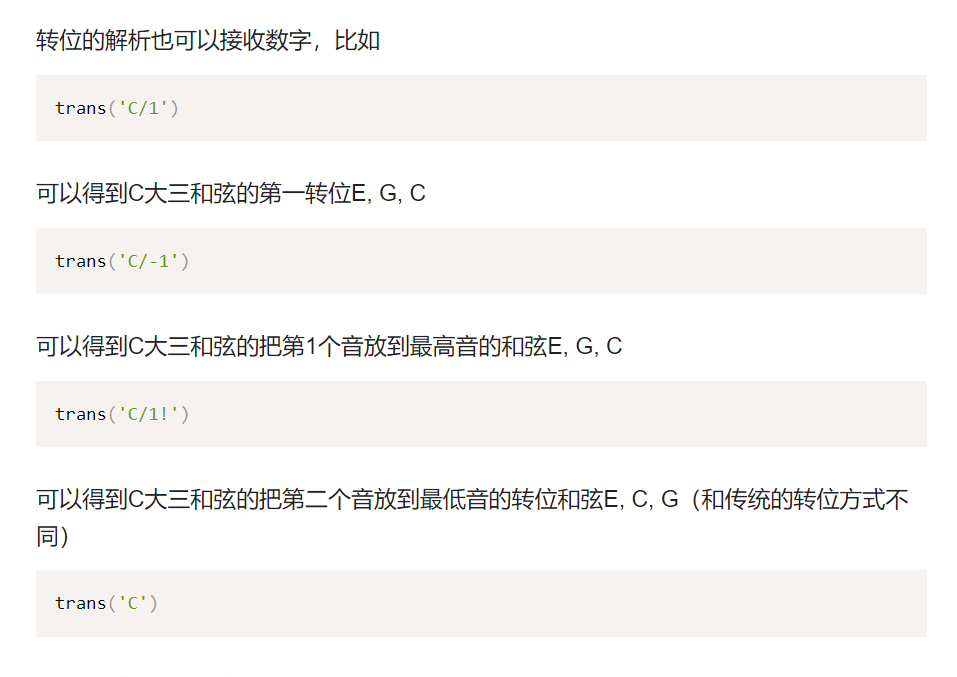 转位的解析也可以接收数字，比如
trans('C/1')
可以得到C大三和弦的第一转位E, G, C
trans('C/-1')
可以得到C大三和弦的把第1个音放到最高音的和弦E, G, C
trans('C/1!')
可以得到C大三和弦的把第二个音放到最低音的转位和弦E, C, G（和传统的转位方式不
同）
trans('C')